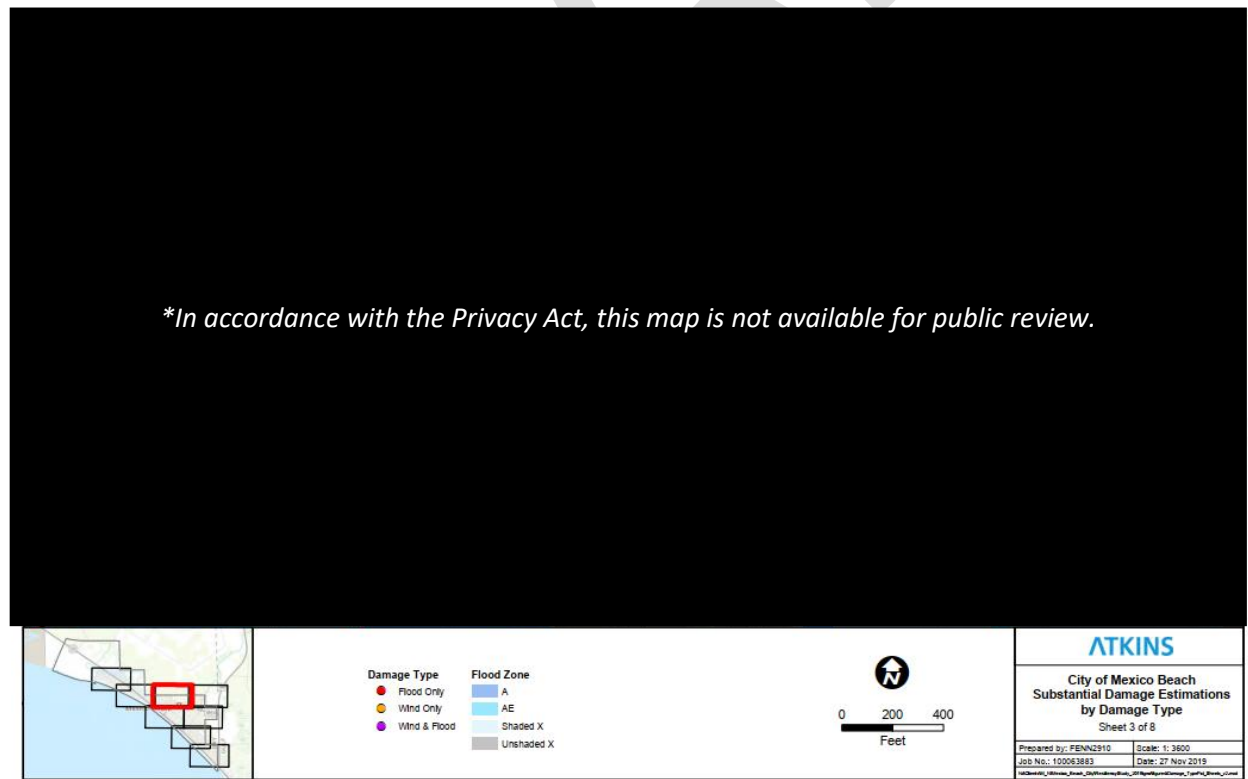 *In accordance with the Privacy Act, this map is not available for public review.
Damage Type
Flood Only
Wind Only
Wind & Flood
Flood Zone
A
AE
Shaded X
Unshaded X
N
0 200 400
Feet
ATKINS
City of Mexico Beach
Substantial Damage Estimations
by Damage Type
Sheet 3 of 8
Prepared by: FENN2910
Scale: 1: 3600
Job No.: 100063883
Date: 27 Nov 2019